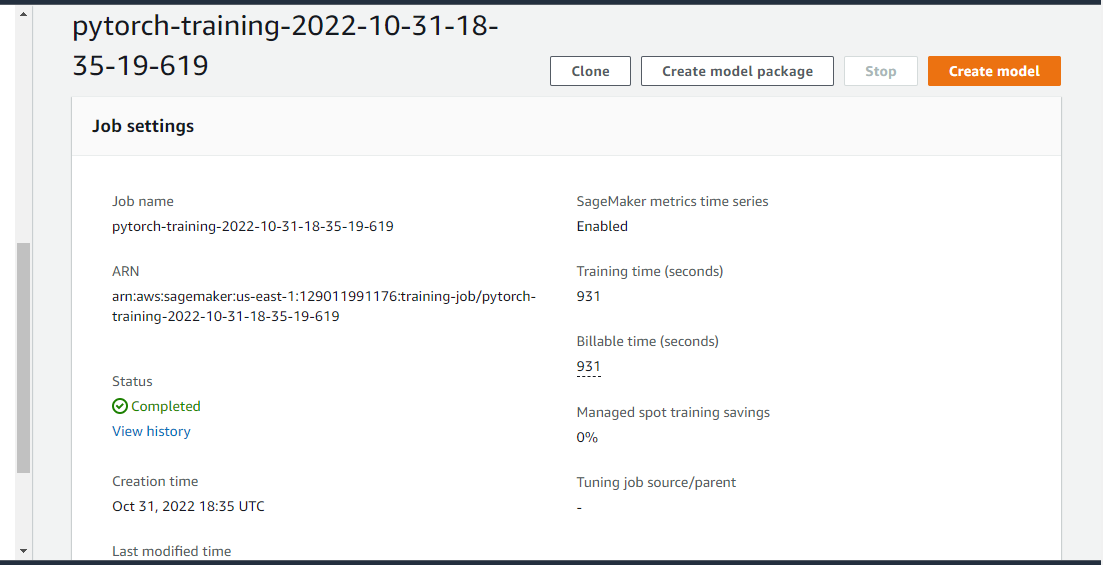 pytorch-training-2022-10-31-18-
35-19-619
Clone
Create model package
Stop
Create model
Job settings
Job name
pytorch-training-2022-10-31-18-35-19-619
ARN
arn:aws:sagemaker:us-east-1:129011991176:training-job/pytorch-
training-2022-10-31-18-35-19-619
Status
Completed
View history
Creation time
Oct 31, 2022 18:35 UTC
Last modified time
SageMaker metrics time series
Enabled
Training time (seconds)
931
Billable time (seconds)
931
Managed spot training savings
0%
Tuning job source/parent
-